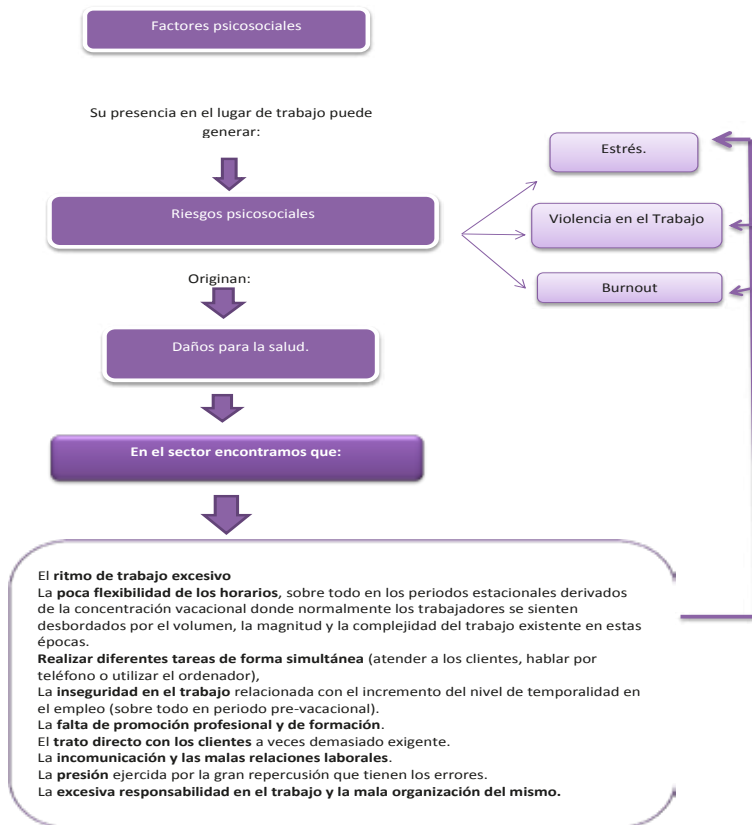 Factores psicosociales
Su presencia en el lugar de trabajo puede
generar:
Riesgos psicosociales
Estrés.
Violencia en el Trabajo
Burnout
Originan:
Daños para la salud.
En el sector encontramos que:
El ritmo de trabajo excesivo
La poca flexibilidad de los horarios, sobre todo en los periodos estacionales derivados
de la concentración vacacional donde normalmente los trabajadores se sienten
desbordados por el volumen, la magnitud y la complejidad del trabajo existente en estas
épocas.
Realizar diferentes tareas de forma simultánea (atender a los clientes, hablar por
teléfono o utilizar el ordenador),
La inseguridad en el trabajo relacionada con el incremento del nivel de temporalidad en
el empleo (sobre todo en periodo pre-vacacional).
La falta de promoción profesional y de formación.
El trato directo con los clientes a veces demasiado exigente.
La incomunicación y las malas relaciones laborales.
La presión ejercida por la gran repercusión que tienen los errores.
La excesiva responsabilidad en el trabajo y la mala organización del mismo.